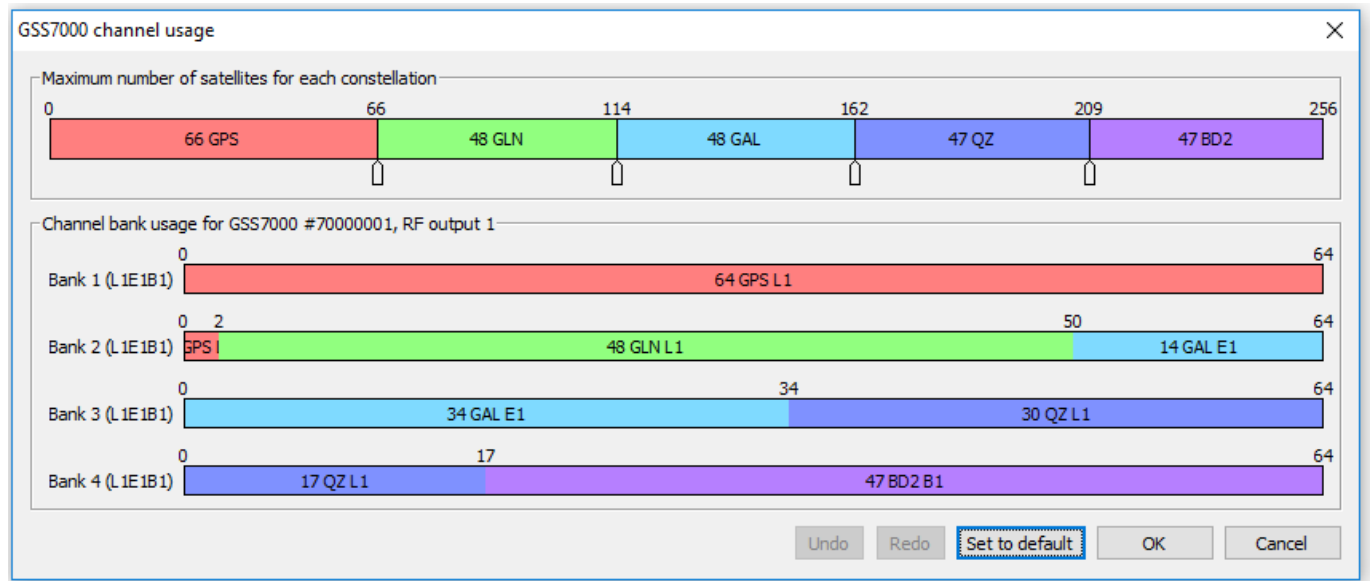 GSS7000 channel usage
Maximum number of satellites for each constellation
0 66 114 162 209 256
66 GPS 48 GLN 48 GAL 47 QZ 47 BD2
Channel bank usage for GSS7000 #70000001, RF output 1
0 64
Bank 1 (L1E1B1) 64 GPS L1
0 2 50 64
Bank 2 (L1E1B1) GPS 48 GLN L1 14 GAL E1
0 34 64
Bank 3 (L1E1B1) 34 GAL E1 30 QZ L1
0 17 64
Bank 4 (L1E1B1) 17 QZ L1 47 BD2 B1
Undo Redo Set to default OK Cancel